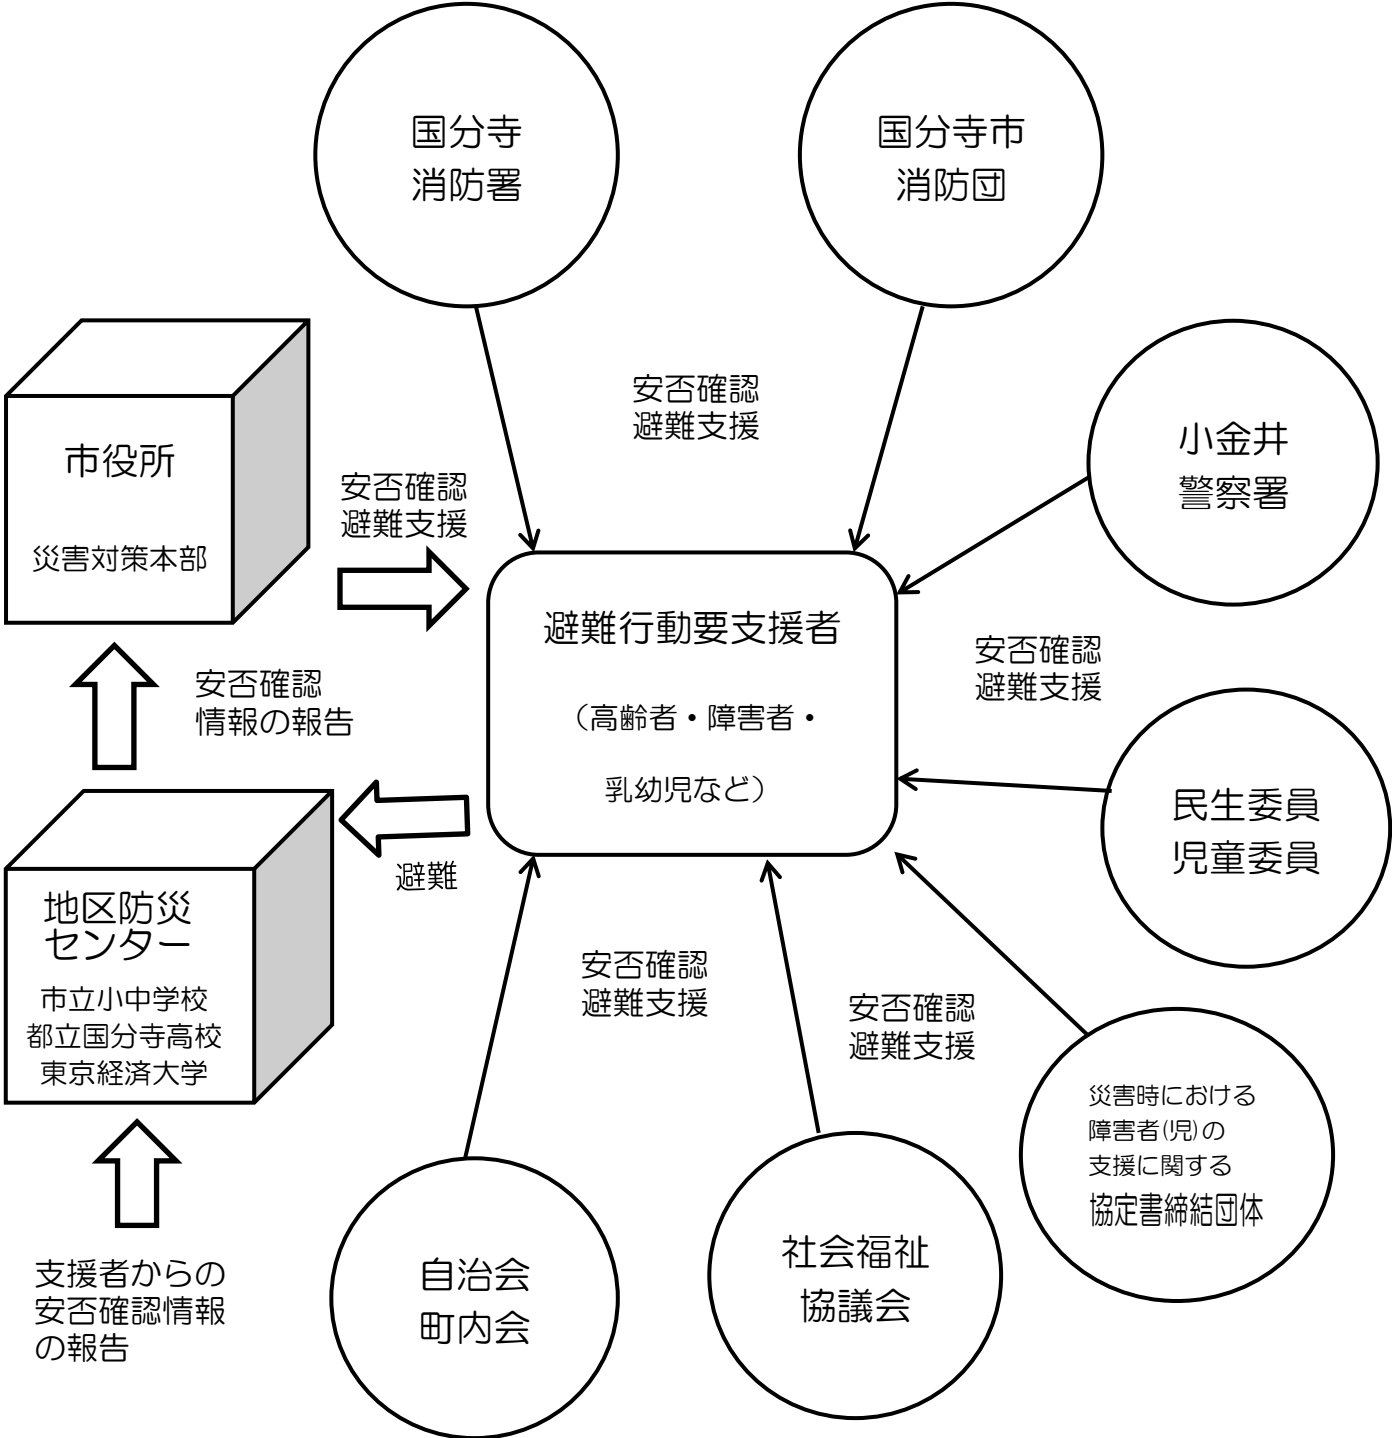 国分寺
消防署
国分寺市
消防団
安否確認
避難支援
小金井
警察署
市役所
災害対策本部
安否確認
避難支援
避難行動要支援者
(高齢者・障害者・
乳幼児など)
安否確認
避難支援
安否確認
情報の報告
民生委員
児童委員
避難
地区防災
センター
市立小中学校
都立国分寺高校
東京経済大学
安否確認
避難支援
安否確認
避難支援
災害時における
障害者(児)の
支援に関する
協定書締結団体
支援者からの
安否確認情報
の報告
自治会
町内会
社会福祉
協議会